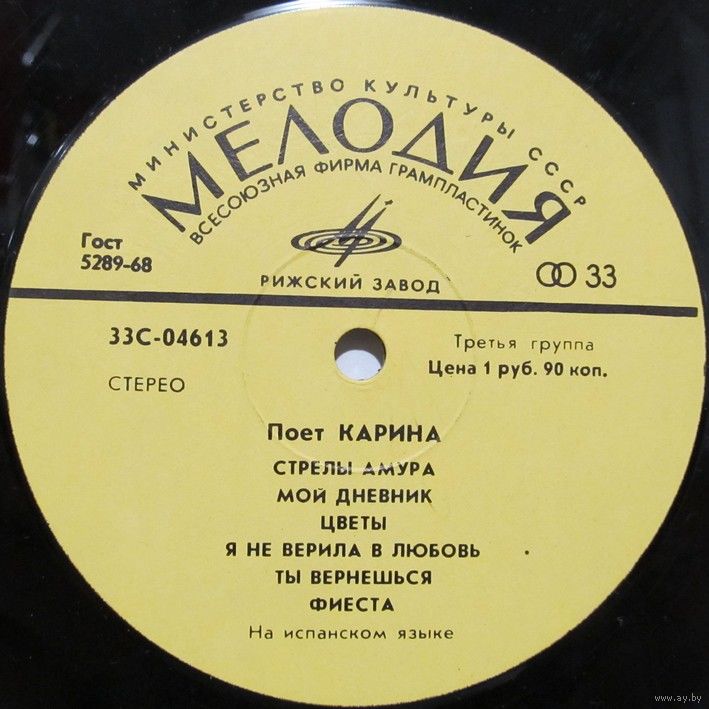 МИНИСТЕРСТВО КУЛЬТУРЫ СССР
МЕЛОДИЯ
ВСЕСОЮЗНАЯ ФИРМА ГРАМПЛАСТИНОК
Гост
5289-68
РИЖСКИЙ ЗАВОД
33
33С-04613
СТЕРЕО
Третья группа
Цена 1 руб. 90 коп.
Поет КАРИНА
СТРЕЛЫ АМУРА
МОЙ ДНЕВНИК
ЦВЕТЫ
Я НЕ ВЕРИЛА В ЛЮБОВЬ
ТЫ ВЕРНЕШЬСЯ
ФИЕСТА
На испанском языке
www.ay.by